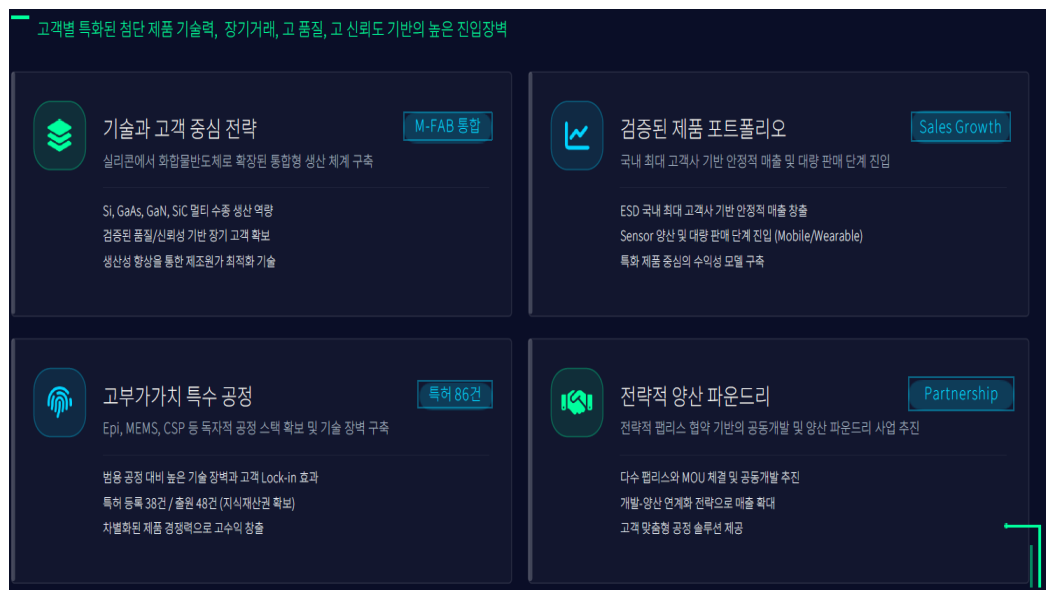 고객별 특화된 첨단 제품 기술력, 장기거래, 고 품질, 고 신뢰도 기반의 높은 진입장벽
기술과 고객 중심 전략
M-FAB 통합
실리콘에서 화합물반도체로 확장된 통합형 생산 체계 구축
Si, GaAs, GaN, SiC 멀티 수종 생산 역량
검증된 품질/신뢰성 기반 장기 고객 확보
생산성 향상을 통한 제조원가 최적화 기술
검증된 제품 포트폴리오
Sales Growth
국내 최대 고객사 기반 안정적 매출 및 대량 판매 단계 진입
ESD 국내 최대 고객사 기반 안정적 매출 창출
Sensor 양산 및 대량 판매 단계 진입 (Mobile/Wearable)
특화 제품 중심의 수익성 모델 구축
고부가가치 특수 공정
특허 86건
Epi, MEMS, CSP 등 독자적 공정 스택 확보 및 기술 장벽 구축
범용 공정 대비 높은 기술 장벽과 고객 Lock-in 효과
특허 등록 38건 / 출원 48건 (지식재산권 확보)
차별화된 제품 경쟁력으로 고수익 창출
전략적 양산 파운드리
Partnership
전략적 팹리스 협약 기반의 공동개발 및 양산 파운드리 사업 추진
다수 팹리스와 MOU 체결 및 공동개발 추진
개발-양산 연계화 전략으로 매출 확대
고객 맞춤형 공정 솔루션 제공